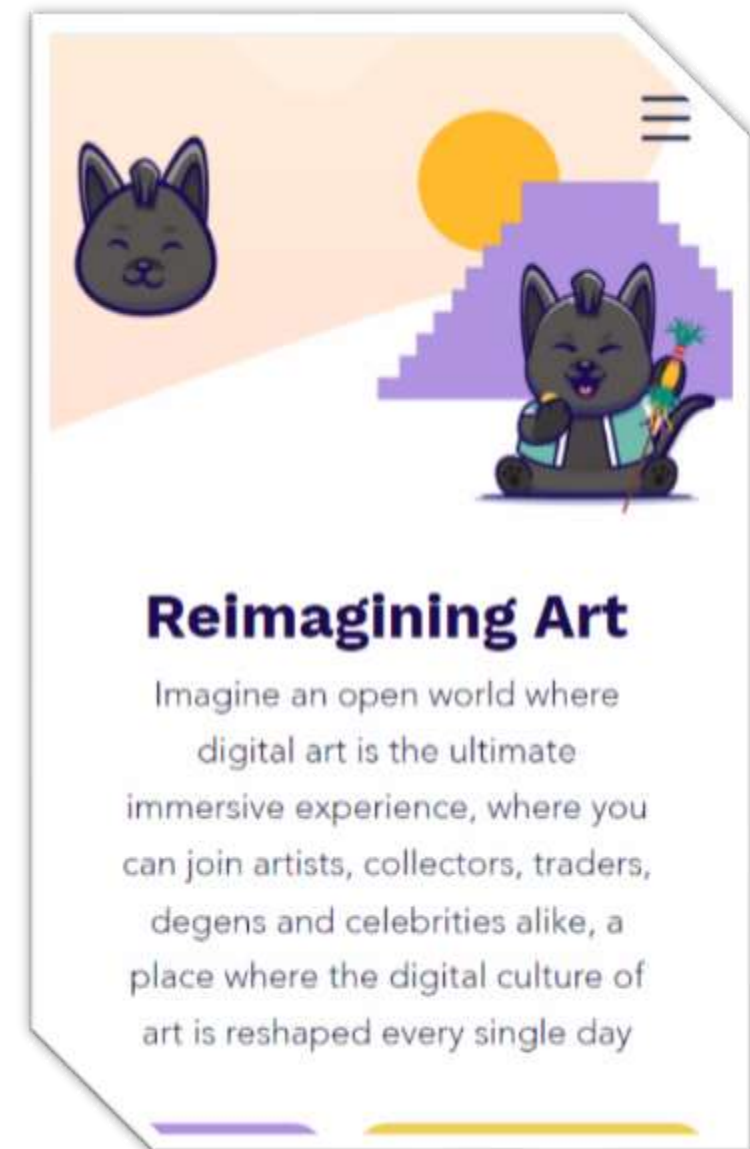 Reimagining Art
Imagine an open world where
digital art is the ultimate
immersive experience, where you
can join artists, collectors, traders,
degens and celebrities alike, a
place where the digital culture of
art is reshaped every single day